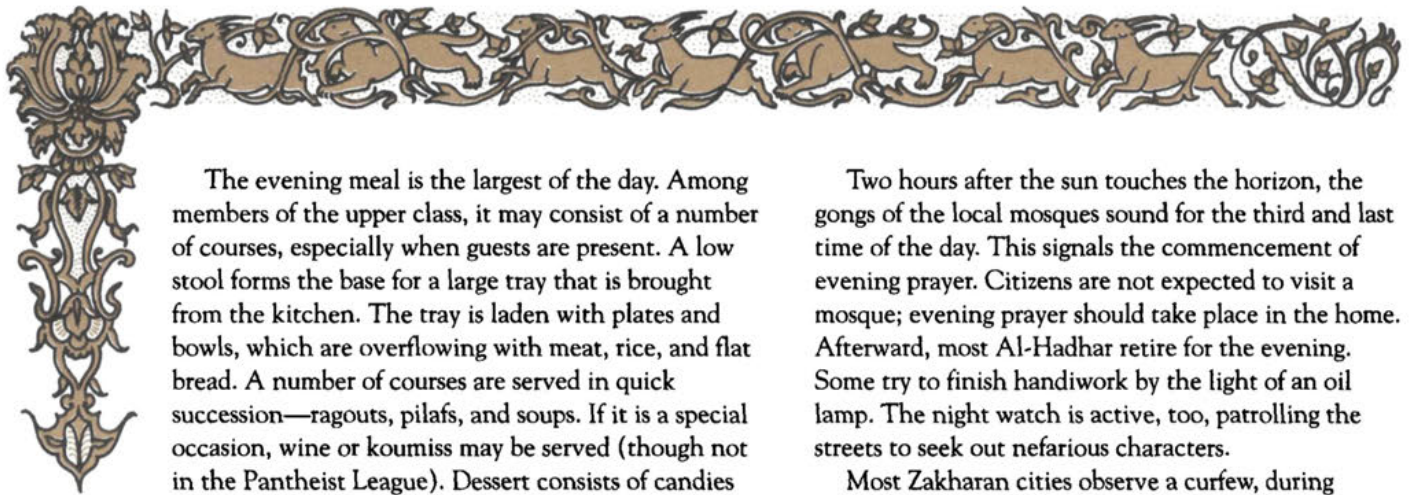 The evening meal is the largest of the day. Among
members of the upper class, it may consist of a number
of courses, especially when guests are present. A low
stool forms the base for a large tray that is brought
from the kitchen. The tray is laden with plates and
bowls, which are overflowing with meat, rice, and flat
bread. A number of courses are served in quick
succession—ragouts, pilafs, and soups. If it is a special
occasion, wine or koumiss may be served (though not
in the Pantheist League). Dessert consists of candies
Two hours after the sun touches the horizon, the
gongs of the local mosques sound for the third and last
time of the day. This signals the commencement of
evening prayer. Citizens are not expected to visit a
mosque; evening prayer should take place in the home.
Afterward, most Al-Hadhar retire for the evening.
Some try to finish handiwork by the light of an oil
lamp. The night watch is active, too, patrolling the
streets to seek out nefarious characters.
Most Zakharan cities observe a curfew, during